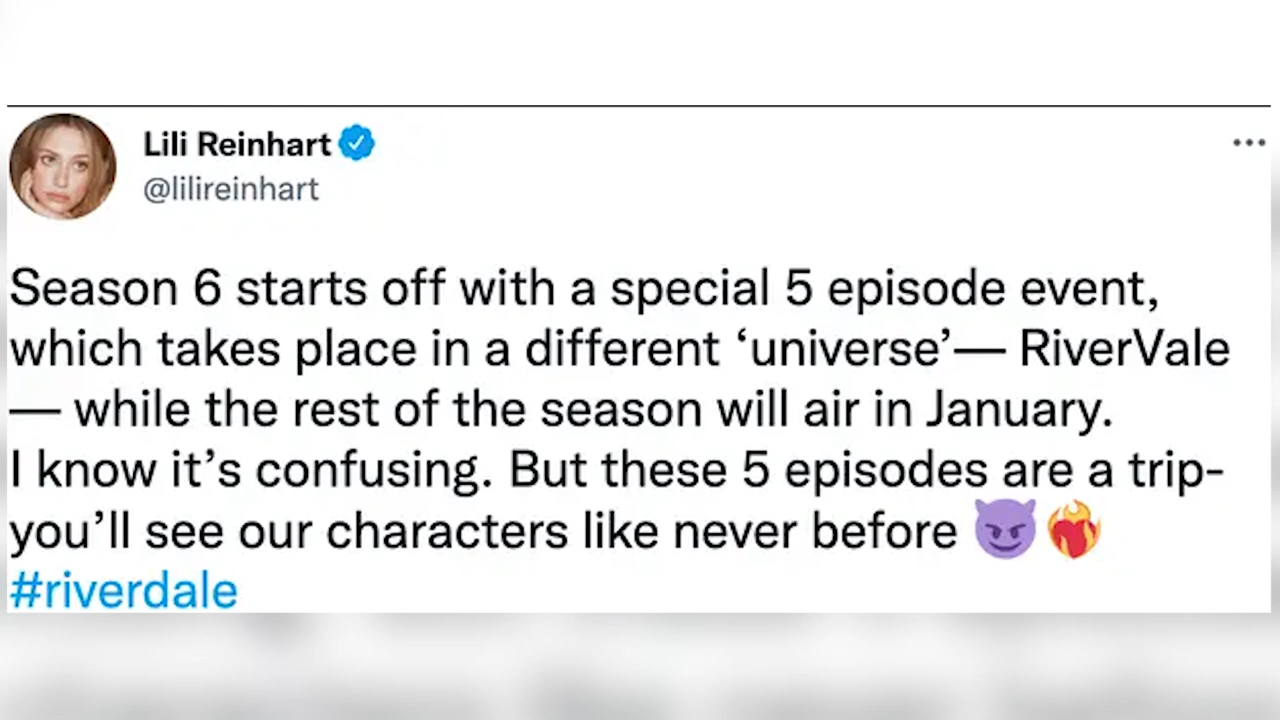 Lili Reinhart
@lilireinhart
Season 6 starts off with a special 5 episode event,
which takes place in a different ‘universe’— RiverVale
— while the rest of the season will air in January.
I know it’s confusing. But these 5 episodes are a trip-
you’ll see our characters like never before 😈❤️‍🔥
#riverdale